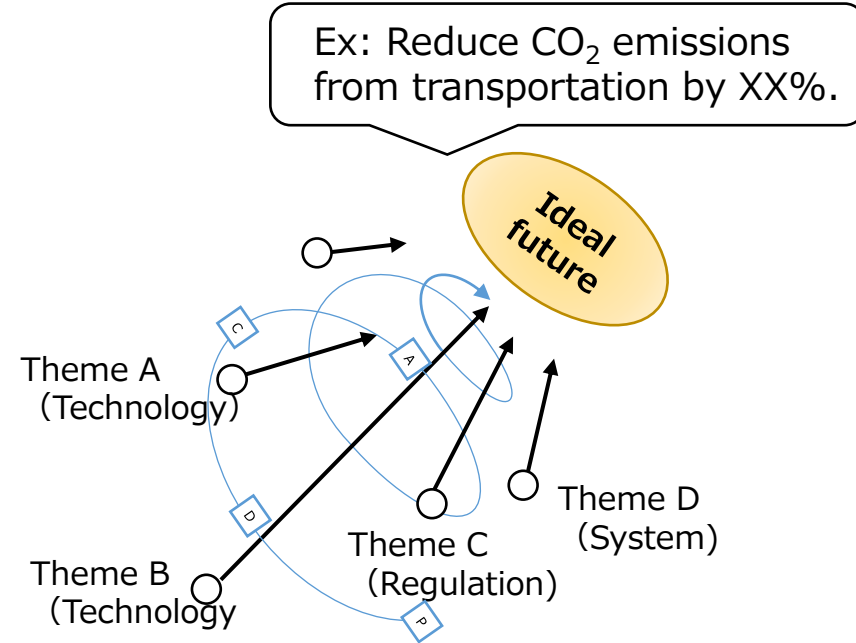 Ex: Reduce CO₂ emissions
from transportation by XX%.
Ideal
future
C
A
Theme A
（Technology）
D
Theme D
（System）
Theme C
（Regulation）
Theme B
（Technology
P